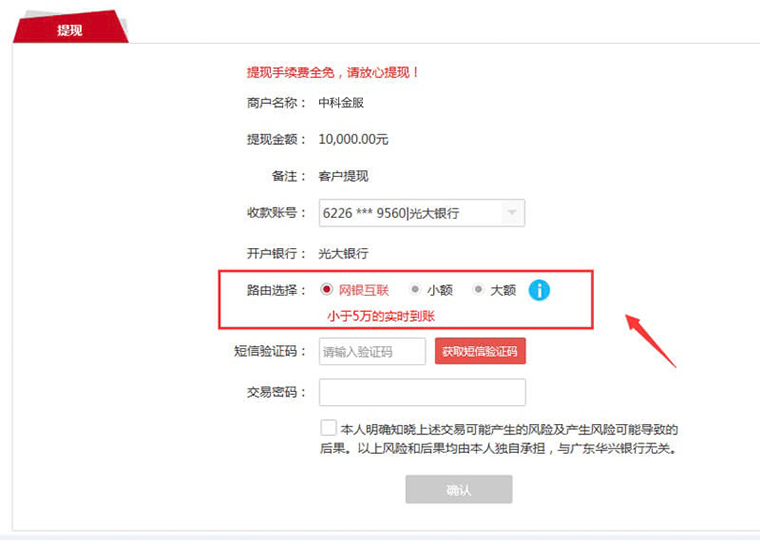 提现
提现手续费全免，请放心提现！
商户名称： 中科金服
提现金额： 10,000.00元
备注： 客户提现
收款账号： 6226 *** 9560|光大银行
开户银行： 光大银行
路由选择： 网银互联 小额 大额 i
小于5万的实时到账
短信验证码： 请输入验证码 获取短信验证码
交易密码：
本人明确知晓上述交易可能产生的风险及产生风险可能导致的
后果。以上风险和后果均由本人独自承担，与广东华兴银行无关。
确认